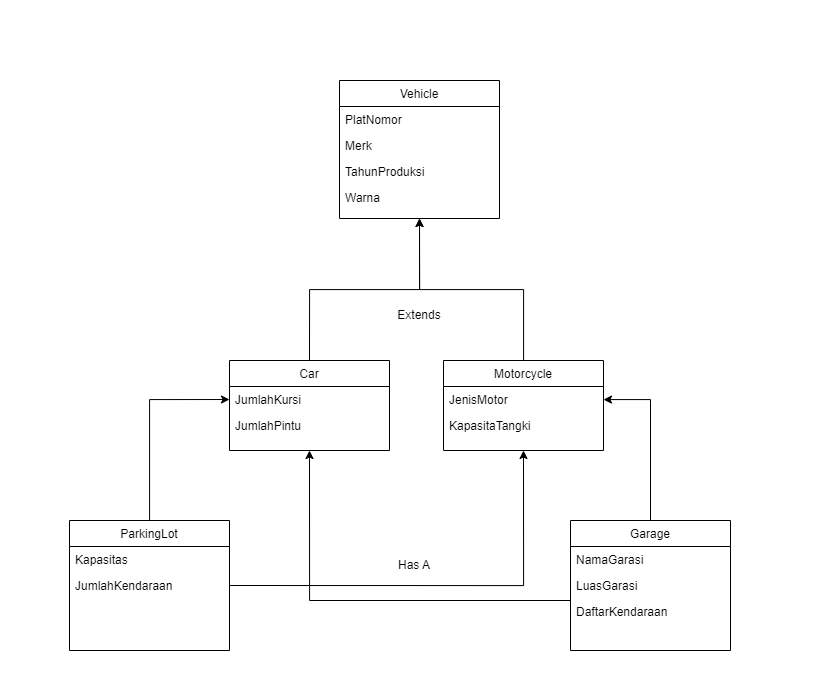 Vehicle
PlatNomor
Merk
TahunProduksi
Warna
Extends
Car
JumlahKursi
JumlahPintu
Motorcycle
JenisMotor
KapasitaTangki
ParkingLot
Kapasitas
JumlahKendaraan
Has A
Garage
NamaGarasi
LuasGarasi
DaftarKendaraan